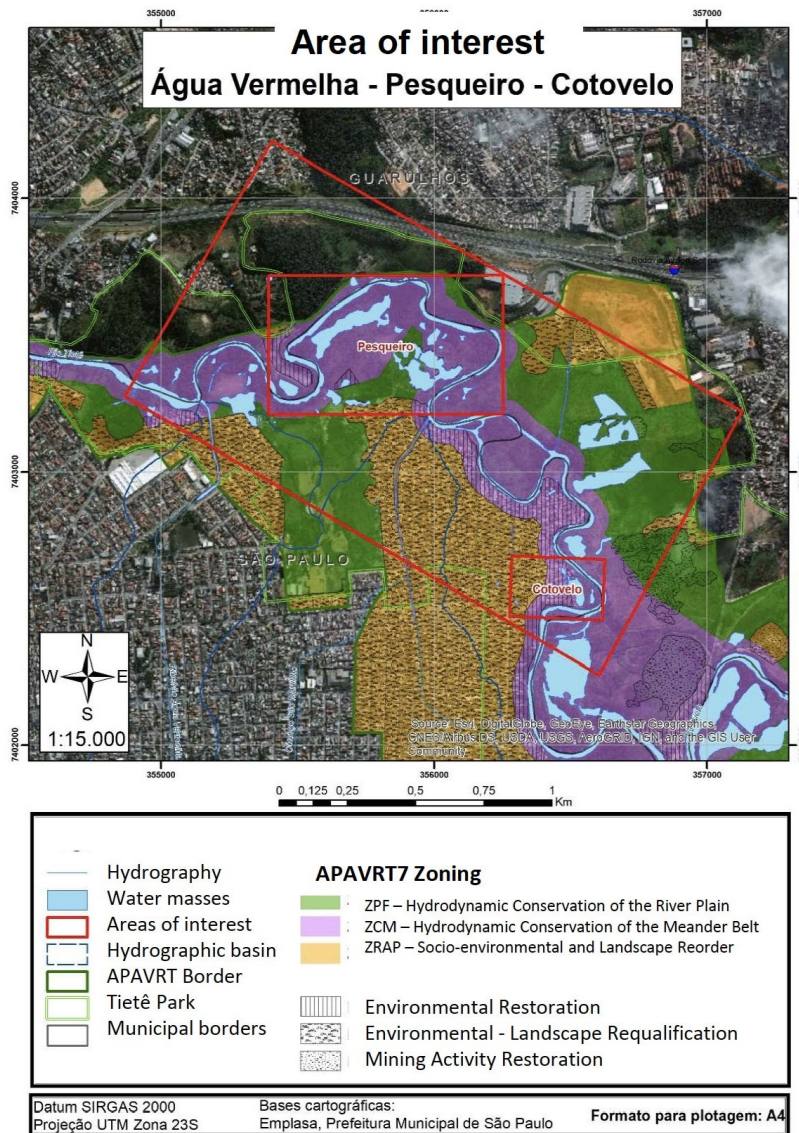 355000 356000 357000
Area of interest
Água Vermelha - Pesqueiro - Cotovelo
GUARULHOS
7404000
Pesqueiro
7403000
SÃO PAULO
Cotovelo
N
W E
S
1:15.000
7402000
Source: Esri, DigitalGlobe, GeoEye, Earthstar Geographics,
CNES/Airbus DS, USDA, USGS, AeroGRID, IGN, and the GIS User
Community
355000 356000 357000
0 0,125 0,25 0,5 0,75 1
Km
Hydrography
Water masses
Areas of interest
Hydrographic basin
APAVRT Border
Tietê Park
Municipal borders
APAVRT7 Zoning
ZPF – Hydrodynamic Conservation of the River Plain
ZCM – Hydrodynamic Conservation of the Meander Belt
ZRAP – Socio-environmental and Landscape Reorder
Environmental Restoration
Environmental - Landscape Requalification
Mining Activity Restoration
Datum SIRGAS 2000
Projeção UTM Zona 23S
Bases cartográficas:
Emplasa, Prefeitura Municipal de São Paulo
Formato para plotagem: A4